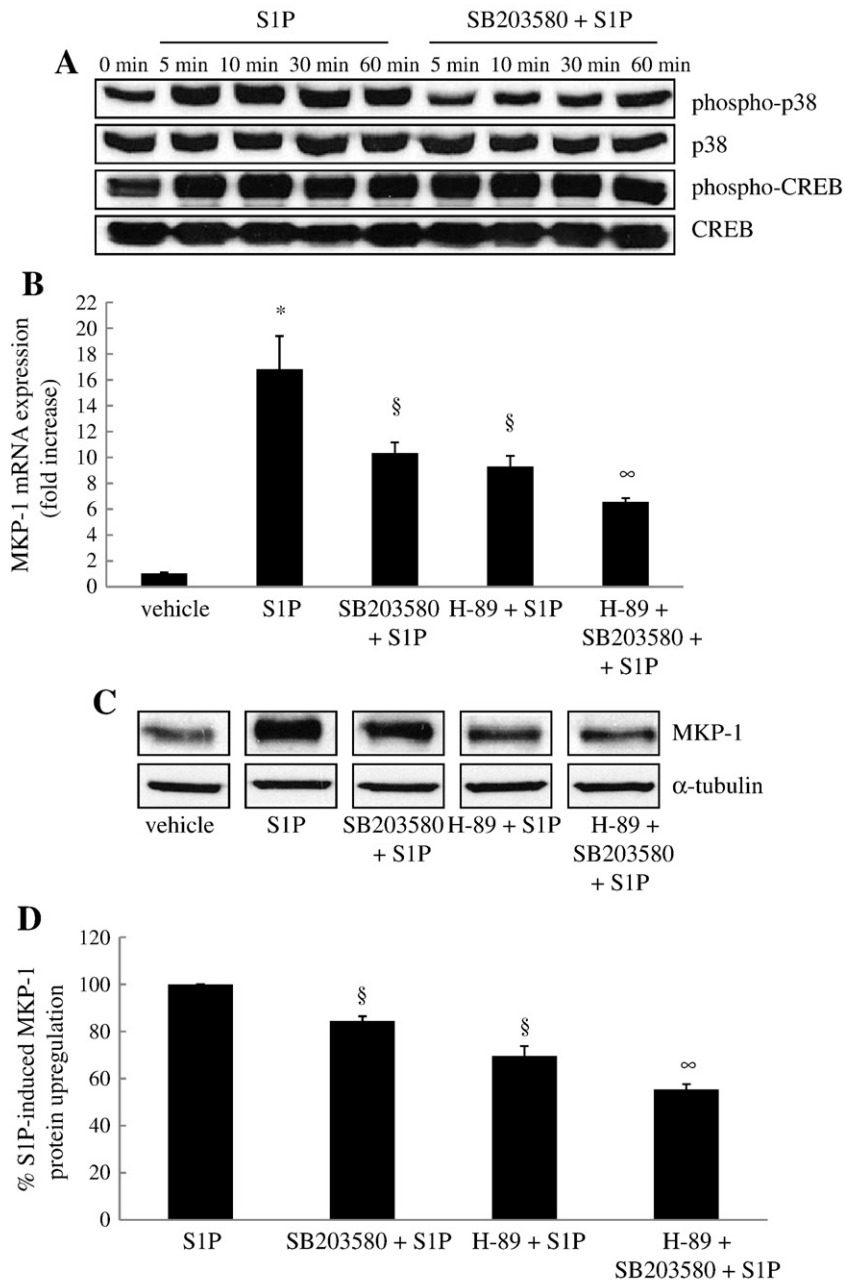 S1P SB203580 + S1P
A 0 min 5 min 10 min 30 min 60 min 5 min 10 min 30 min 60 min
phospho-p38
p38
phospho-CREB
CREB
B
MKP-1 mRNA expression
(fold increase)
22
20
18
16
14
12
10
8
6
4
2
0
*
§
§
∞
vehicle S1P SB203580 H-89 + S1P H-89 +
+ S1P SB203580 +
+ S1P
C
MKP-1
α-tubulin
vehicle S1P SB203580 H-89 + S1P H-89 +
+ S1P SB203580
+ S1P
D
% S1P-induced MKP-1
protein upregulation
120
100
80
60
40
20
0
§
§
∞
S1P SB203580 + S1P H-89 + S1P H-89 +
SB203580 + S1P